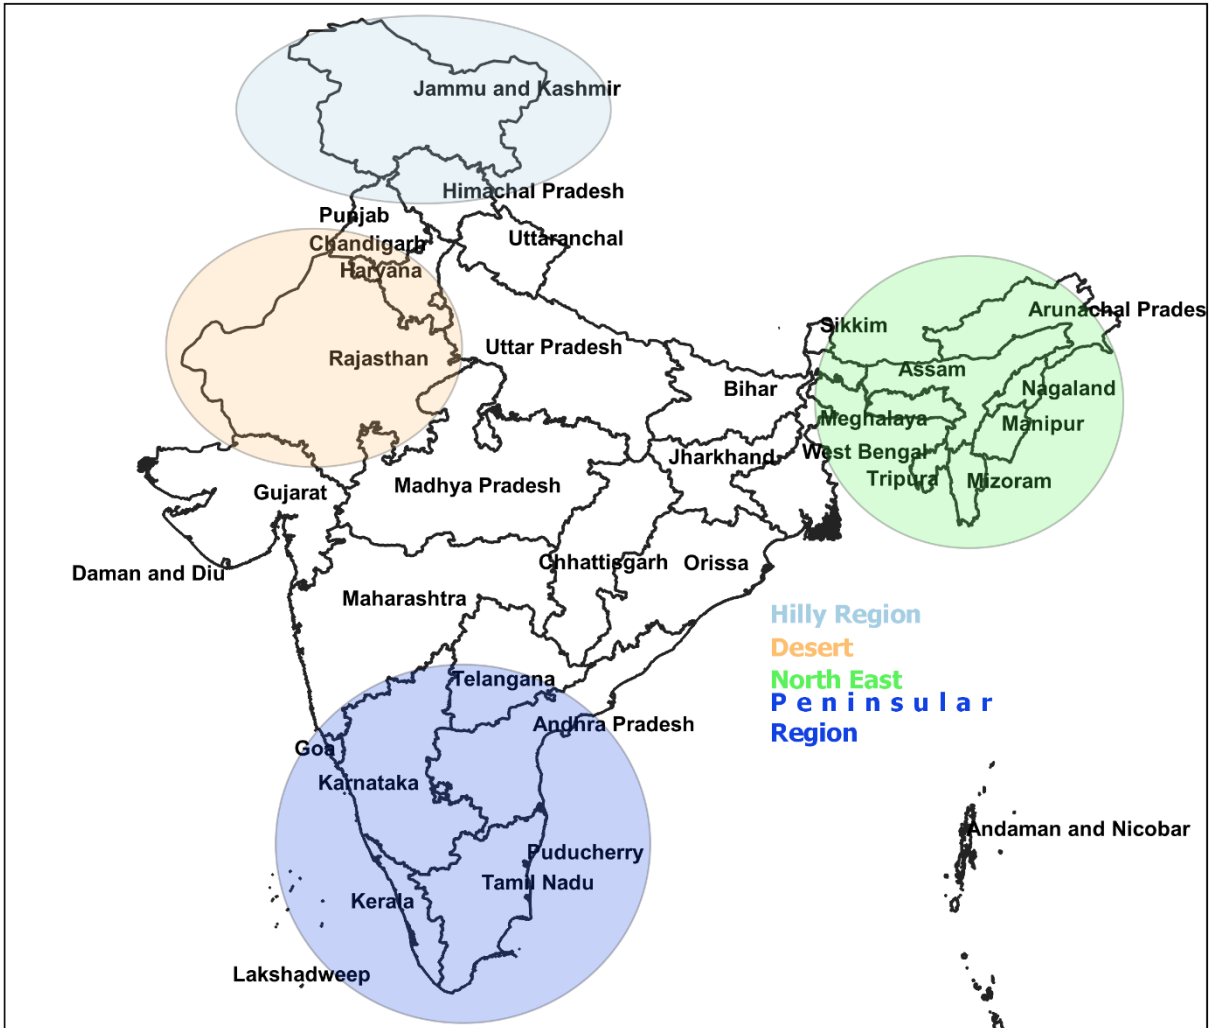 Jammu and Kashmir
Himachal Pradesh
Punjab
Uttaranchal
Chandigarh
Haryana
Arunachal Prades
Sikkim
Uttar Pradesh
Rajasthan
Assam
Bihar
Nagaland
Meghalaya
Manipur
West Bengal
Jharkhand
Tripura
Mizoram
Madhya Pradesh
Gujarat
Chhattisgarh
Orissa
Daman and Diu
Maharashtra
Hilly Region
Desert
North East
Peninsular
Region
Telangana
Andhra Pradesh
Goa
Karnataka
Andaman and Nicobar
Puducherry
Tamil Nadu
Kerala
Lakshadweep